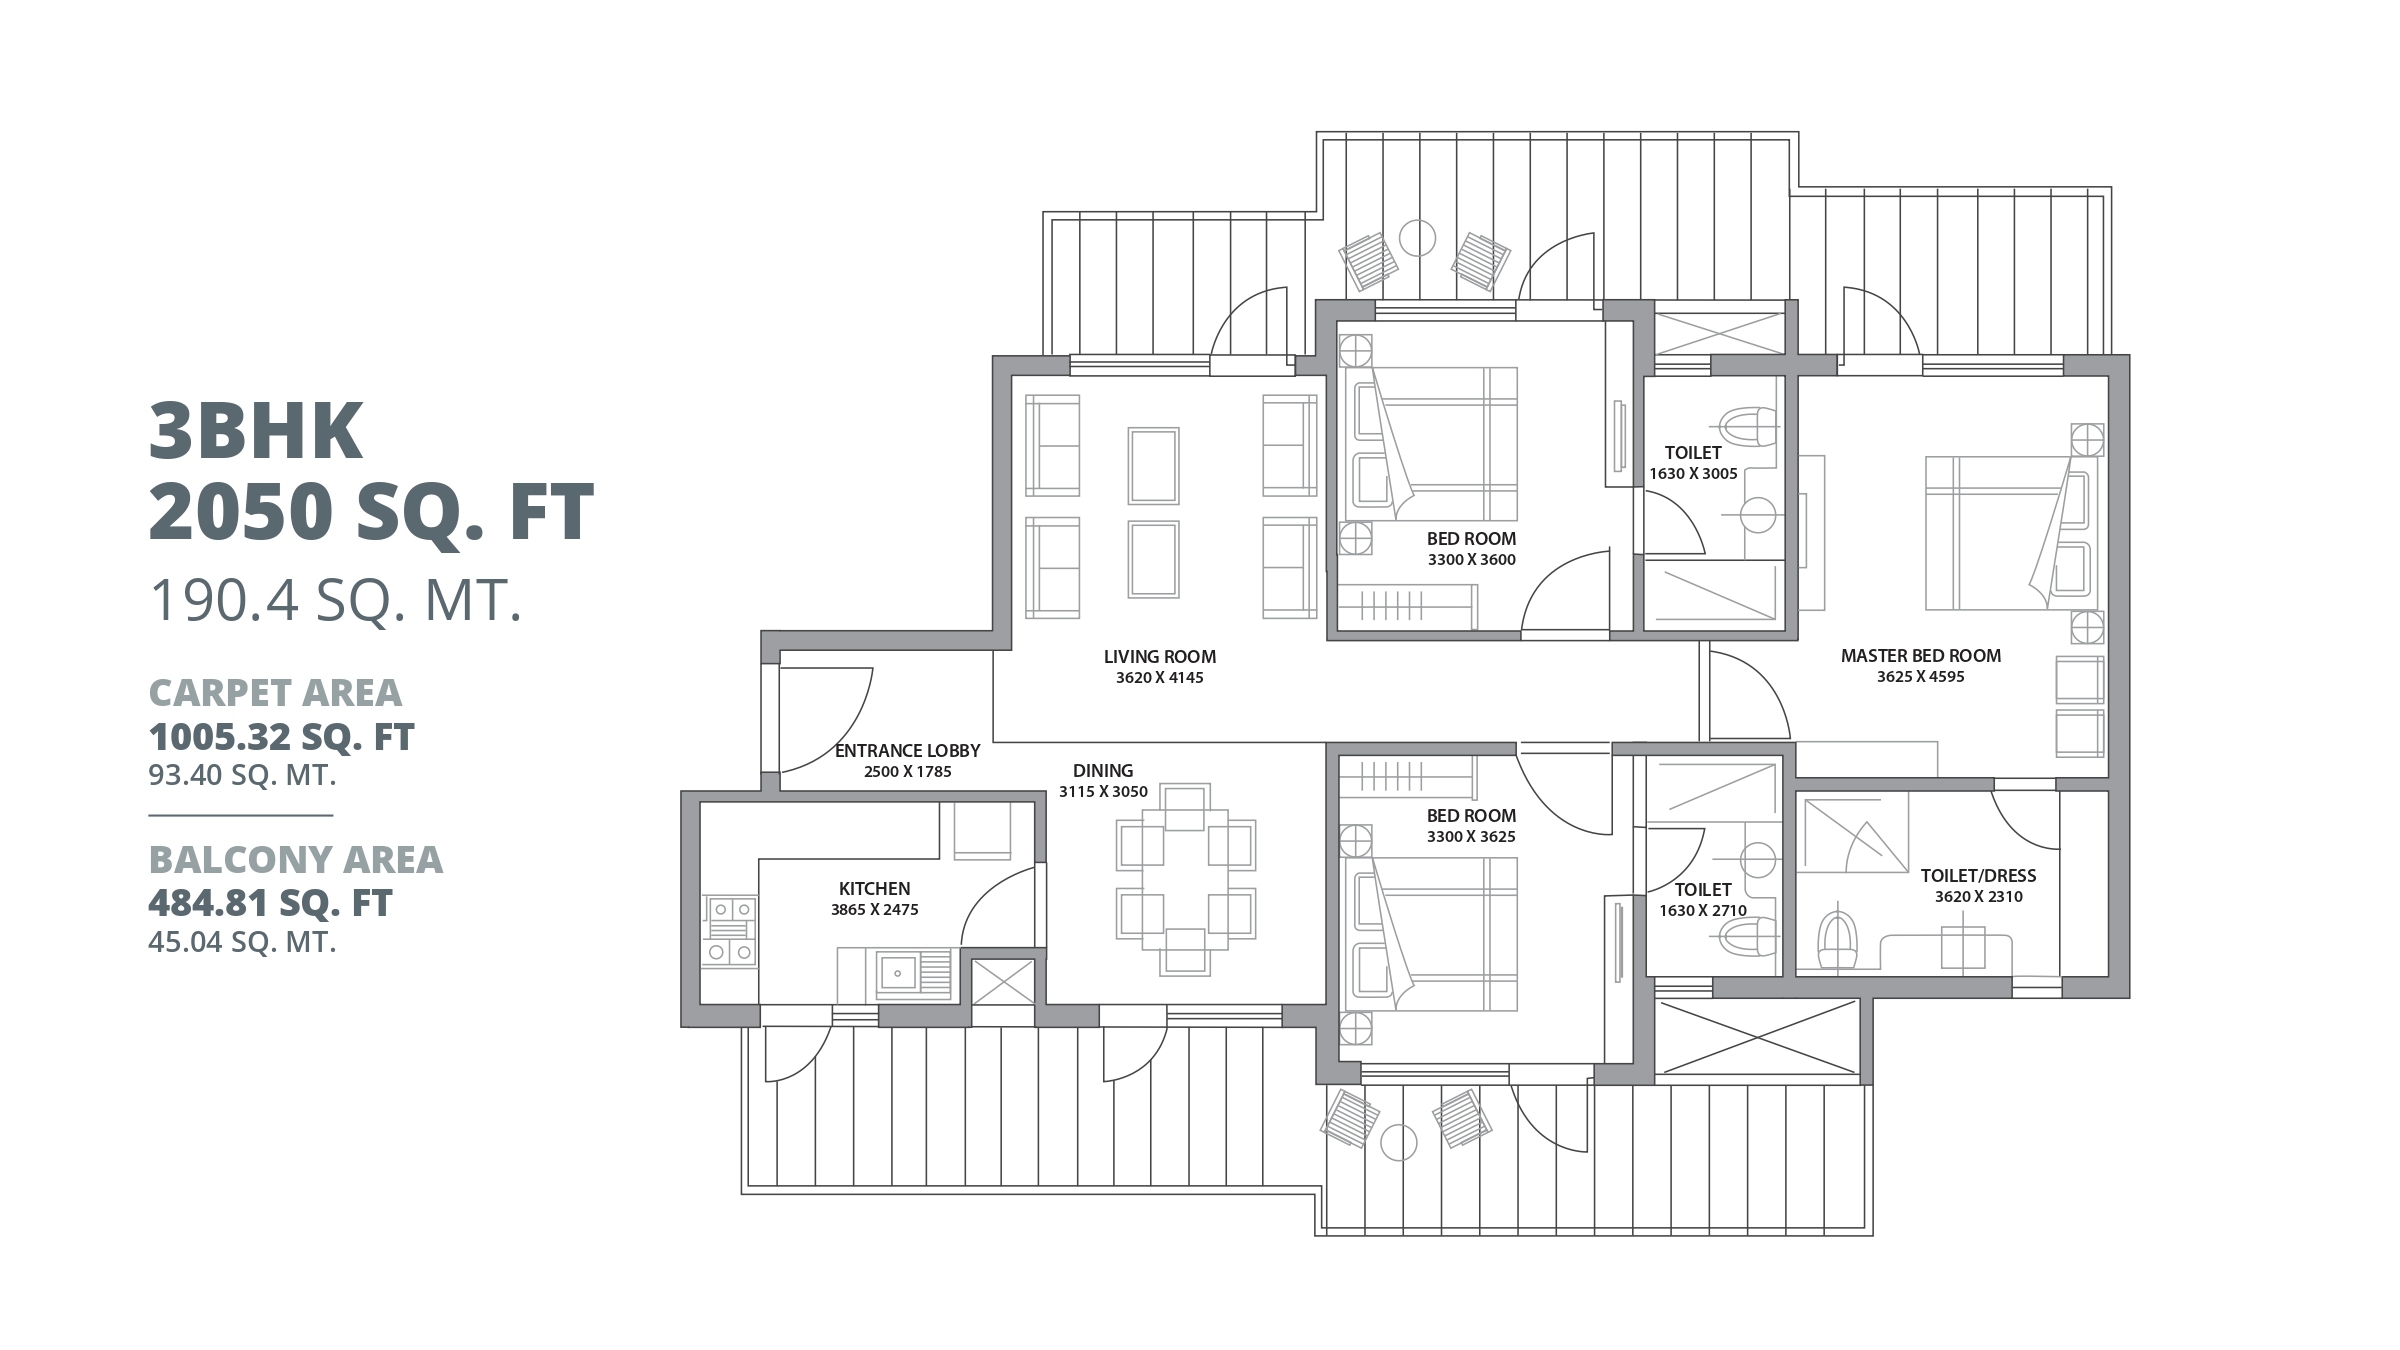 3BHK
2050 SQ. FT
190.4 SQ. MT.
CARPET AREA
1005.32 SQ. FT
93.40 SQ. MT.
BALCONY AREA
484.81 SQ. FT
45.04 SQ. MT.
TOILET
1630 X 3005
BED ROOM
3300 X 3600
LIVING ROOM
3620 X 4145
MASTER BED ROOM
3625 X 4595
ENTRANCE LOBBY
2500 X 1785
DINING
3115 X 3050
BED ROOM
3300 X 3625
KITCHEN
3865 X 2475
TOILET
1630 X 2710
TOILET/DRESS
3620 X 2310